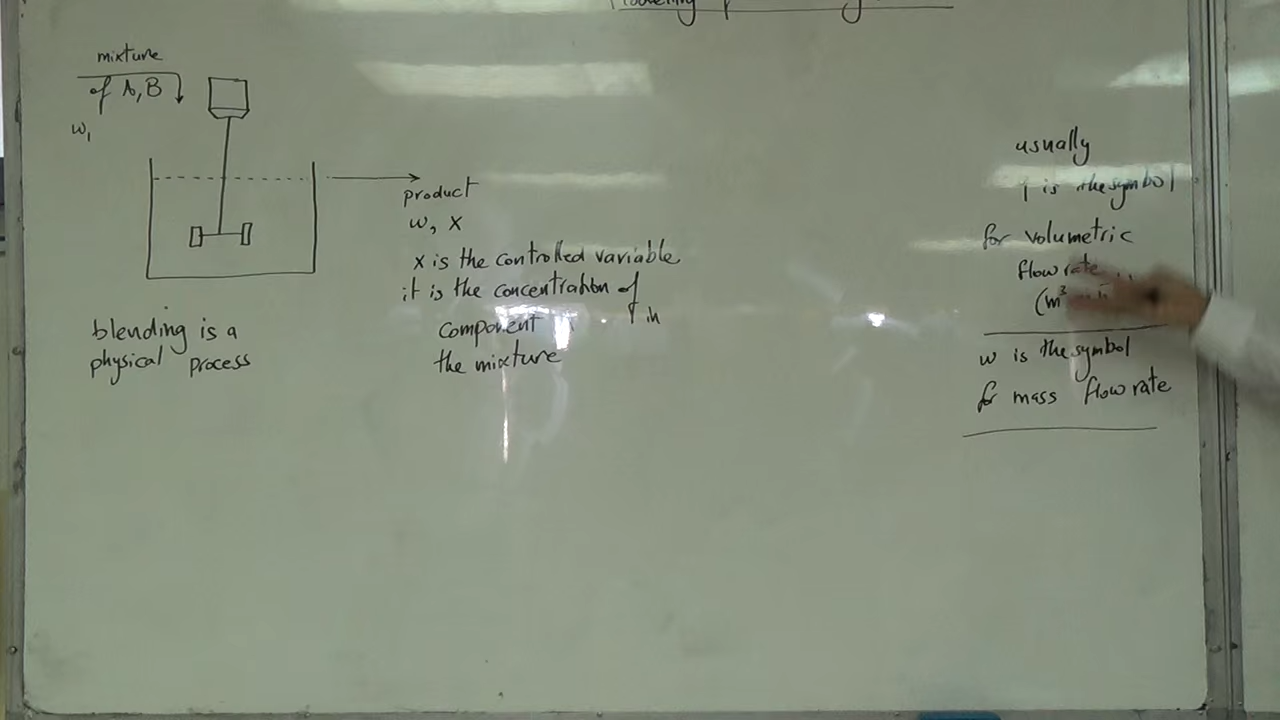 mixture
of A, B
w₁
product
w, x
x is the controlled variable
it is the concentration of
component in
the mixture
blending is a
physical process
usually
is the symbol
for volumetric
flow rate
(m³
w is the symbol
for mass flow rate